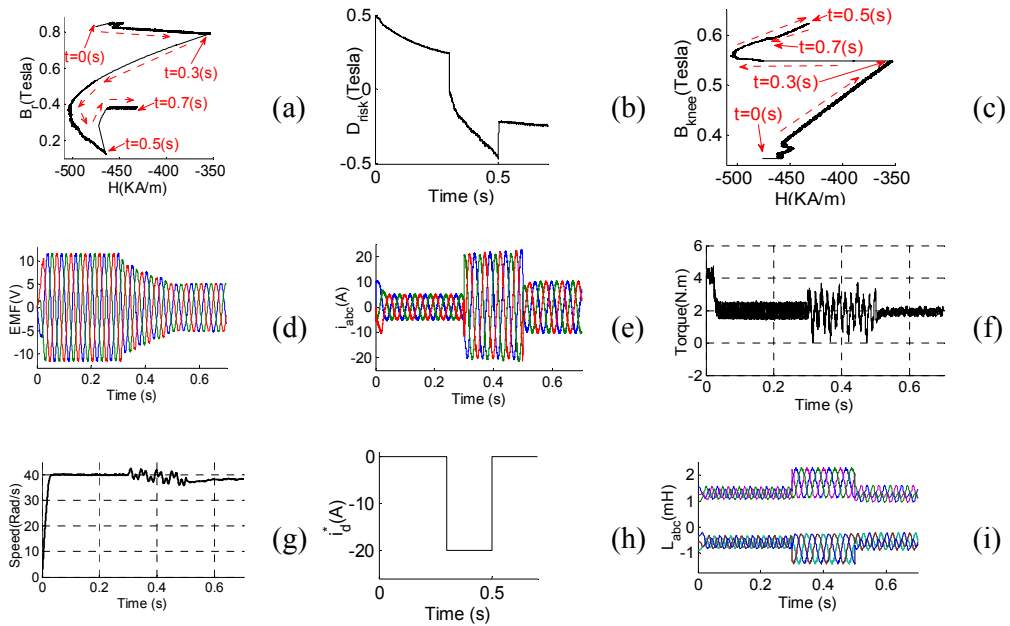 0.8
0.6
0.4
0.2
-500
-450
-400
-350
B_r(Tesla)
H(KA/m)
t=0(s)
t=0.3(s)
t=0.7(s)
t=0.5(s)
(a)
0.5
0
-0.5
0
0.5
D_risk(Tesla)
Time (s)
(b)
0.6
0.5
0.4
-500
-450
-400
-350
B_knee(Tesla)
H(KA/m)
t=0.5(s)
t=0.7(s)
t=0.3(s)
t=0(s)
(c)
10
5
0
-5
-10
0
0.2
0.4
0.6
EMF(V)
Time (s)
(d)
20
10
0
-10
-20
0
0.2
0.4
0.6
i_abc(A)
Time (s)
(e)
6
4
2
0
-2
0
0.2
0.4
0.6
Torque(N.m)
Time (s)
(f)
40
30
20
10
0
0
0.2
0.4
0.6
Speed(Rad/s)
Time (s)
(g)
0
-10
-20
0
0.5
i_d^*(A)
Time (s)
(h)
2
1
0
-1
0
0.2
0.4
0.6
L_abc(mH)
Time (s)
(i)